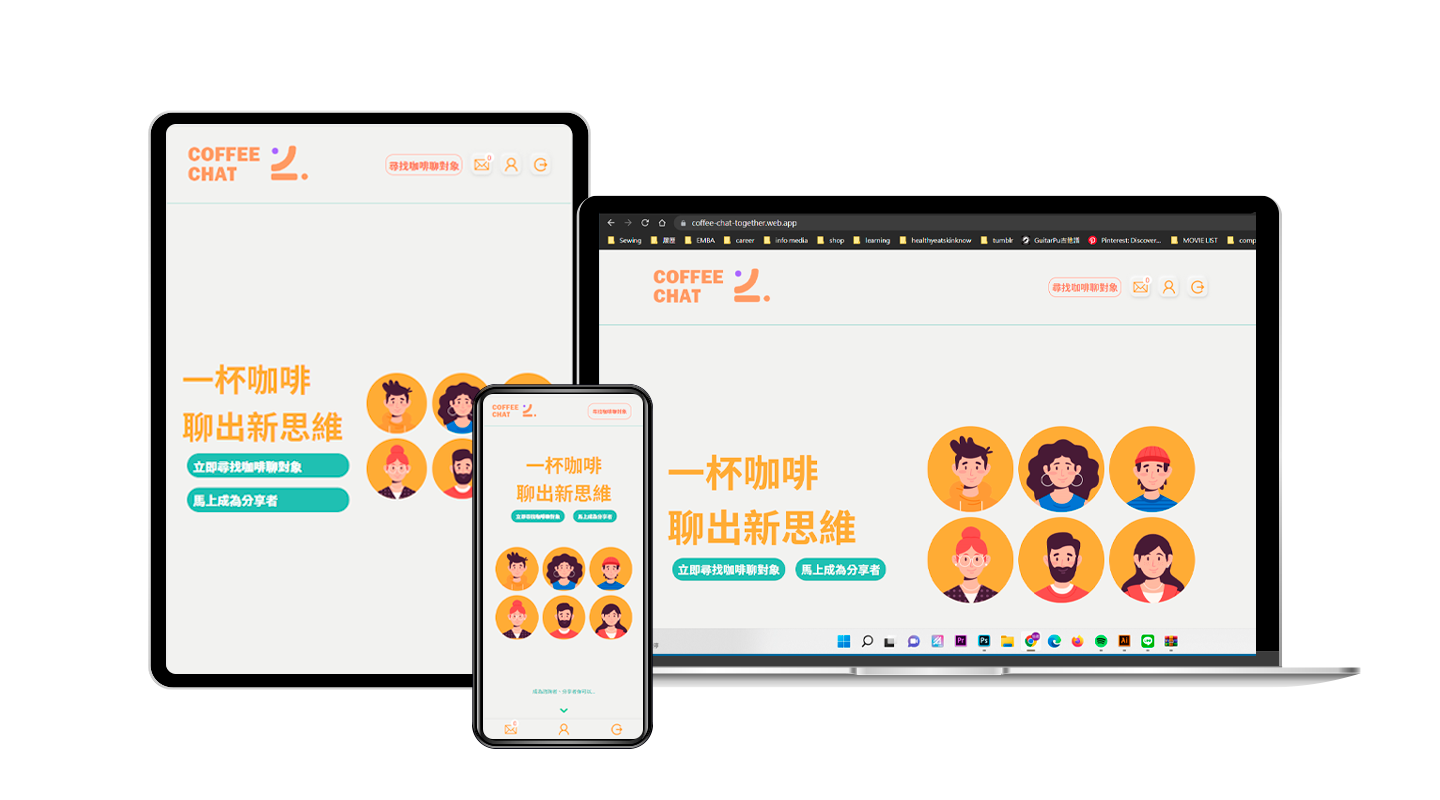 COFFEE
CHAT
尋找咖啡聊對象
0
一杯咖啡
聊出新思維
立即尋找咖啡聊對象
馬上成為分享者
COFFEE
CHAT
尋找咖啡聊對象
一杯咖啡
聊出新思維
立即尋找咖啡聊對象
馬上成為分享者
0
coffee-chat-together.web.app
Sewing
履歷
EMBA
career
info media
shop
learning
healthyeatskinknow
tumblr
GuitarPu吉他譜
Pinterest: Discover...
MOVIE LIST
comp
COFFEE
CHAT
尋找咖啡聊對象
0
一杯咖啡
聊出新思維
立即尋找咖啡聊對象
馬上成為分享者
Pr
Ps
Ai